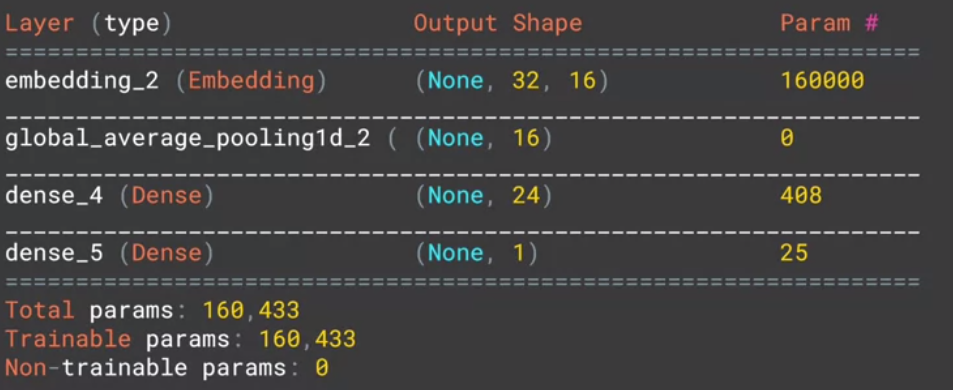 Layer (type) Output Shape Param #
=================================================================
embedding_2 (Embedding) (None, 32, 16) 160000
_________________________________________________________________
global_average_pooling1d_2 ( (None, 16) 0
_________________________________________________________________
dense_4 (Dense) (None, 24) 408
_________________________________________________________________
dense_5 (Dense) (None, 1) 25
=================================================================
Total params: 160,433
Trainable params: 160,433
Non-trainable params: 0